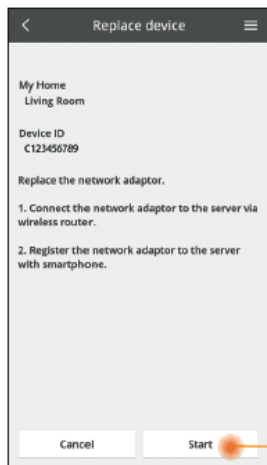 Replace device
My Home
Living Room
Device ID
C123456789
Replace the network adaptor.
1. Connect the network adaptor to the server via
wireless router.
2. Register the network adaptor to the server
with smartphone.
Cancel Start